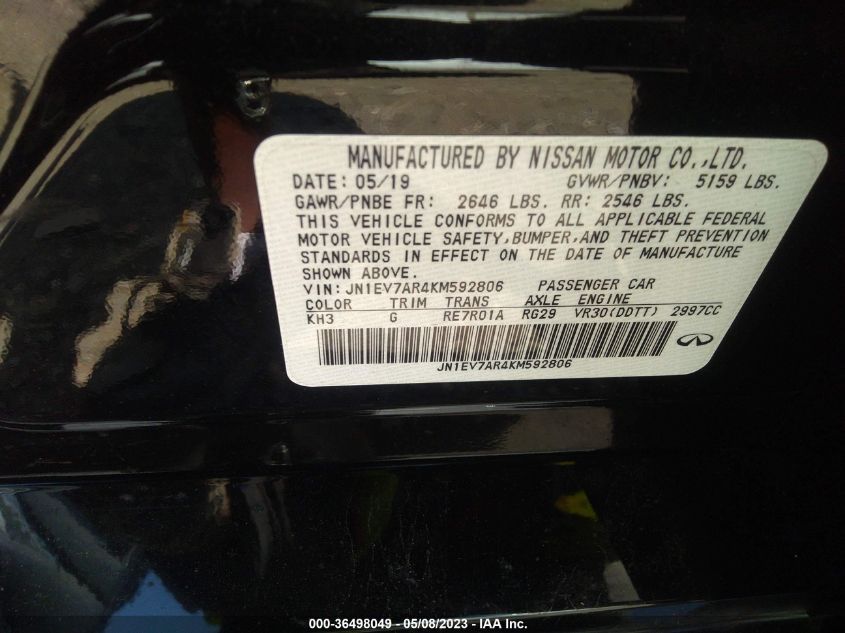 MANUFACTURED BY NISSAN MOTOR CO.,LTD.
DATE: 05/19 GVWR/PNBV: 5159 LBS.
GAWR/PNBE FR: 2646 LBS. RR: 2546 LBS.
THIS VEHICLE CONFORMS TO ALL APPLICABLE FEDERAL
MOTOR VEHICLE SAFETY,BUMPER,AND THEFT PREVENTION
STANDARDS IN EFFECT ON THE DATE OF MANUFACTURE
SHOWN ABOVE.
VIN: JN1EV7AR4KM592806 PASSENGER CAR
COLOR TRIM TRANS AXLE ENGINE
KH3 G RE7R01A RG29 VR30(DDTT) 2997CC
JN1EV7AR4KM592806
000-36498049 - 05/08/2023 - IAA Inc.